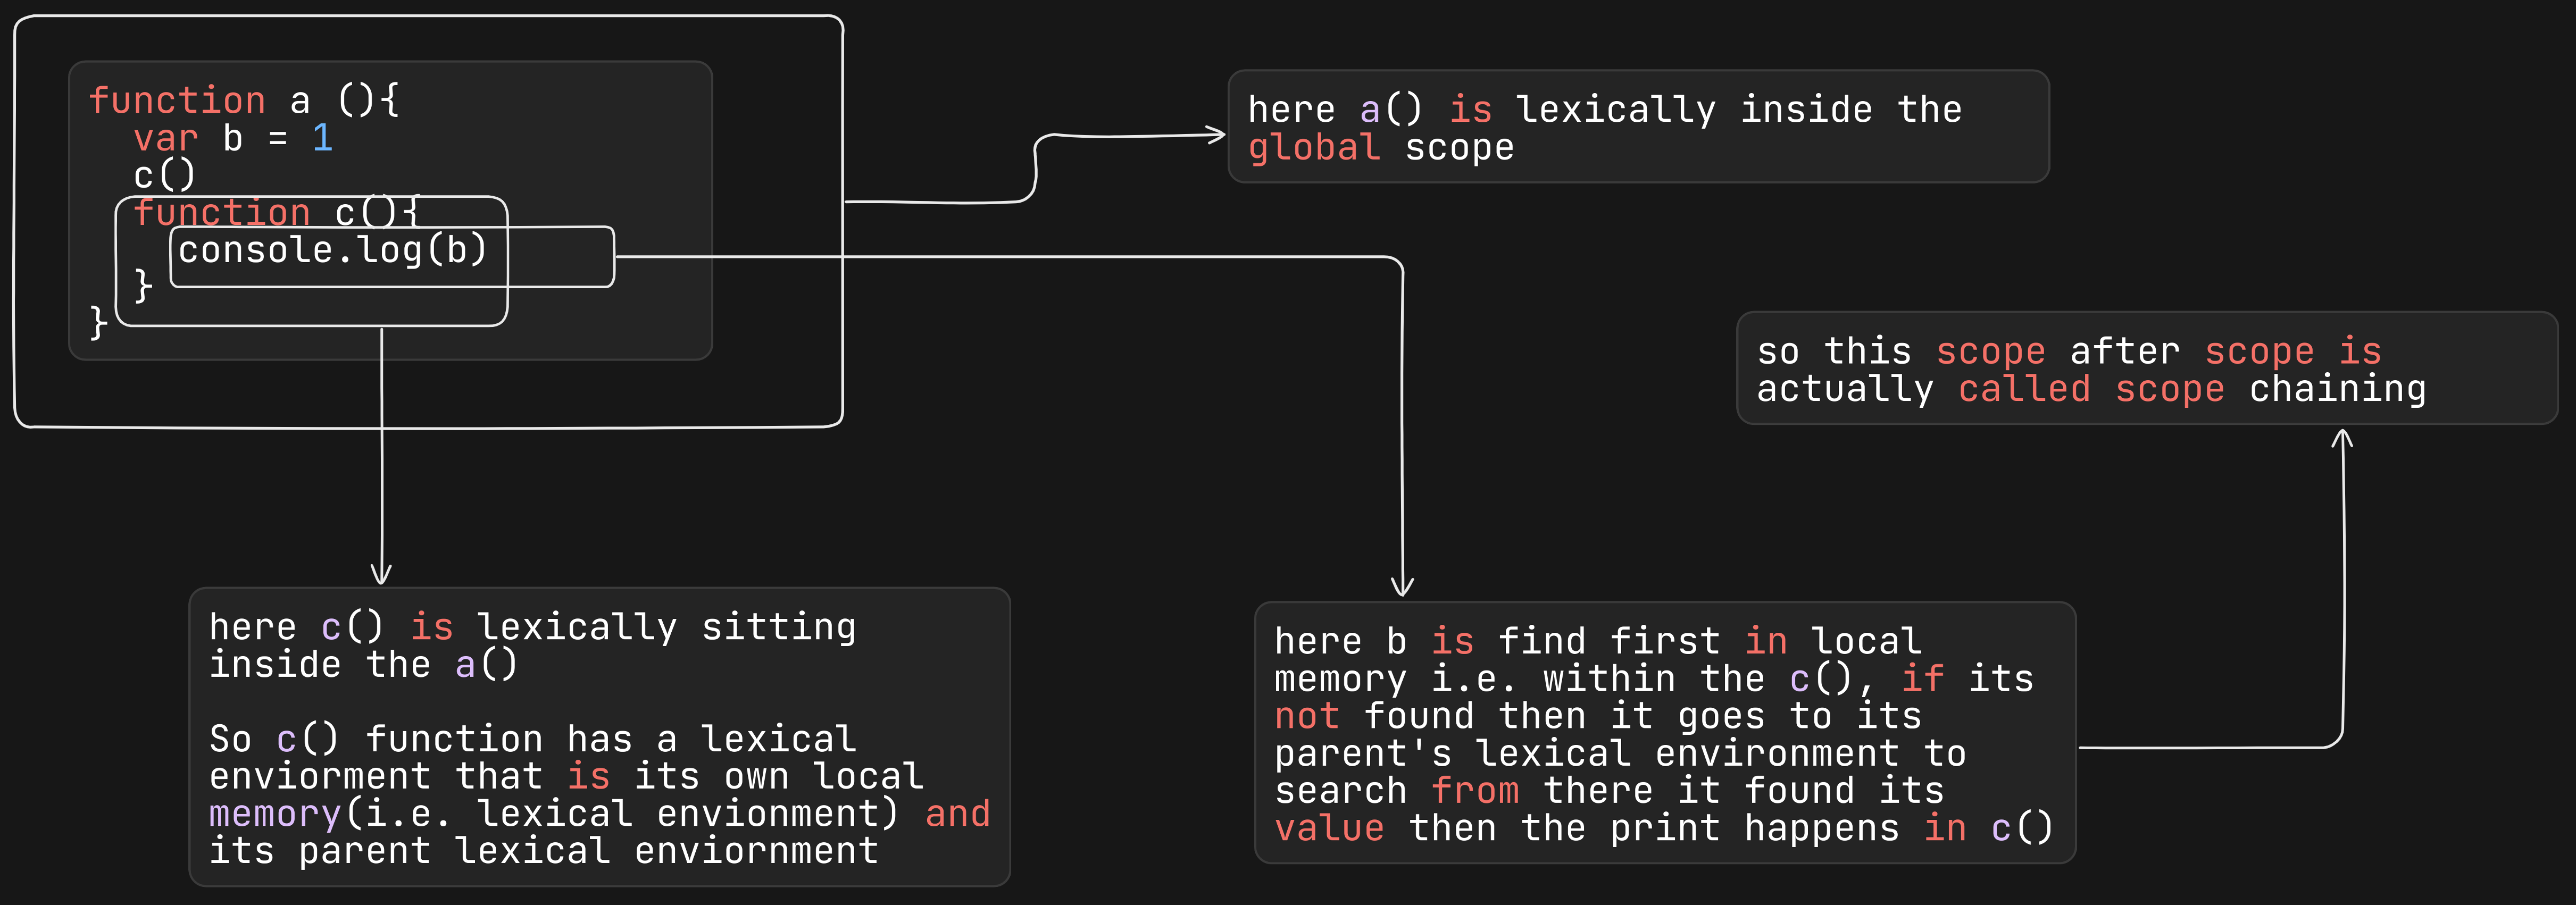 function a (){
  var b = 1
  c()
  function c(){
    console.log(b)
  }
}
here a() is lexically inside the
global scope
so this scope after scope is
actually called scope chaining
here c() is lexically sitting
inside the a()
So c() function has a lexical
enviorment that is its own local
memory(i.e. lexical envionment) and
its parent lexical enviornment
here b is find first in local
memory i.e. within the c(), if its
not found then it goes to its
parent's lexical environment to
search from there it found its
value then the print happens in c()